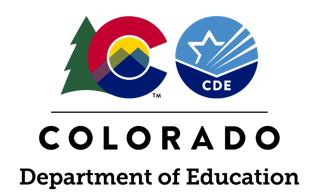 TM
CDE
COLORADO
Department of Education